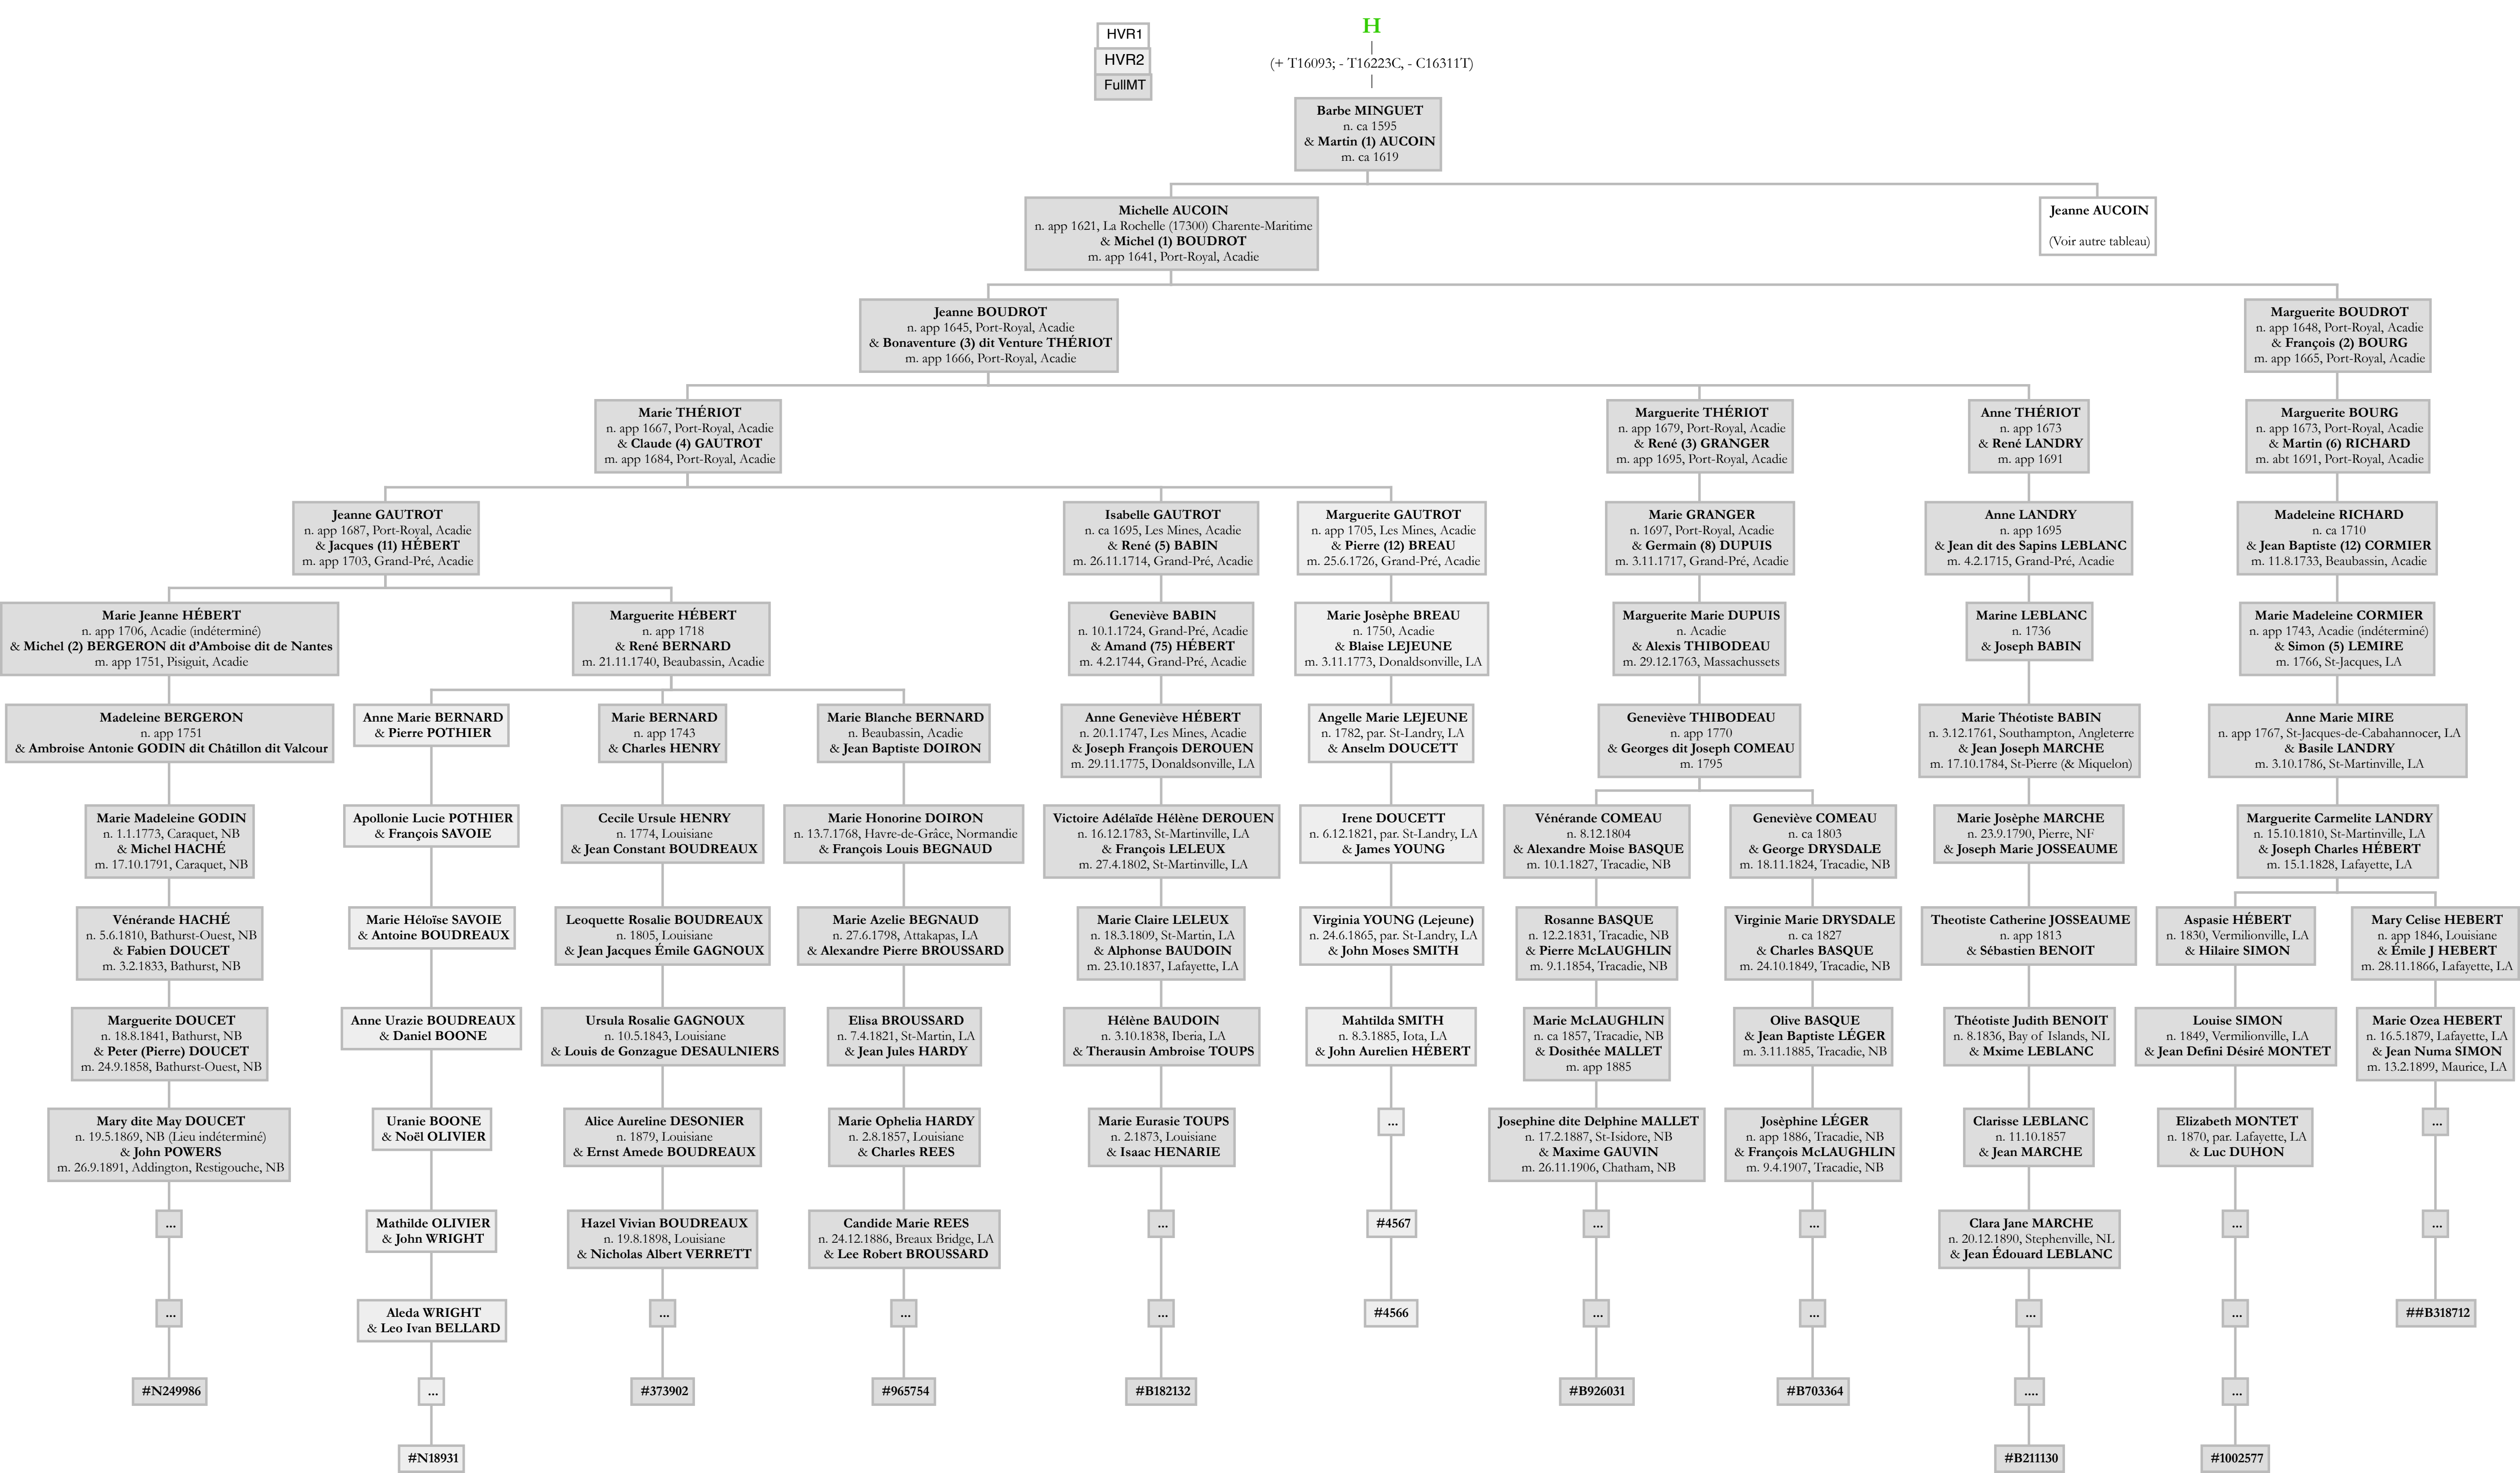 HVR1
HVR2
FullMT
H
(+ T16093; - T16223C, - C16311T)
Barbe MINGUET
n. ca 1595
& Martin (1) AUCOIN
m. ca 1619
Michelle AUCOIN
n. app 1621, La Rochelle (17300) Charente-Maritime
& Michel (1) BOUDROT
m. app 1641, Port-Royal, Acadie
Jeanne AUCOIN
(Voir autre tableau)
Jeanne BOUDROT
n. app 1645, Port-Royal, Acadie
& Bonaventure (3) dit Venture THÉRIOT
m. app 1666, Port-Royal, Acadie
Marguerite BOUDROT
n. app 1648, Port-Royal, Acadie
& François (2) BOURG
m. app 1665, Port-Royal, Acadie
Marie THÉRIOT
n. app 1667, Port-Royal, Acadie
& Claude (4) GAUTROT
m. app 1684, Port-Royal, Acadie
Marguerite THÉRIOT
n. app 1679, Port-Royal, Acadie
& René (3) GRANGER
m. app 1695, Port-Royal, Acadie
Anne THÉRIOT
n. app 1673
& René LANDRY
m. app 1691
Marguerite BOURG
n. app 1673, Port-Royal, Acadie
& Martin (6) RICHARD
m. abt 1691, Port-Royal, Acadie
Jeanne GAUTROT
n. app 1687, Port-Royal, Acadie
& Jacques (11) HÉBERT
m. app 1703, Grand-Pré, Acadie
Isabelle GAUTROT
n. ca 1695, Les Mines, Acadie
& René (5) BABIN
m. 26.11.1714, Grand-Pré, Acadie
Marguerite GAUTROT
n. app 1705, Les Mines, Acadie
& Pierre (12) BREAU
m. 25.6.1726, Grand-Pré, Acadie
Marie GRANGER
n. 1697, Port-Royal, Acadie
& Germain (8) DUPUIS
m. 3.11.1717, Grand-Pré, Acadie
Anne LANDRY
n. app 1695
& Jean dit des Sapins LEBLANC
m. 4.2.1715, Grand-Pré, Acadie
Madeleine RICHARD
n. ca 1710
& Jean Baptiste (12) CORMIER
m. 11.8.1733, Beaubassin, Acadie
Marie Jeanne HÉBERT
n. app 1706, Acadie (indéterminé)
& Michel (2) BERGERON dit d'Amboise dit de Nantes
m. app 1751, Pisiguit, Acadie
Marguerite HÉBERT
n. app 1718
& René BERNARD
m. 21.11.1740, Beaubassin, Acadie
Geneviève BABIN
n. 10.1.1724, Grand-Pré, Acadie
& Amand (75) HÉBERT
m. 4.2.1744, Grand-Pré, Acadie
Marie Josèphe BREAU
n. 1750, Acadie
& Blaise LEJEUNE
m. 3.11.1773, Donaldsonville, LA
Marguerite Marie DUPUIS
n. Acadie
& Alexis THIBODEAU
m. 29.12.1763, Massachussets
Marine LEBLANC
n. 1736
& Joseph BABIN
Marie Madeleine CORMIER
n. app 1743, Acadie (indéterminé)
& Simon (5) LEMIRE
m. 1766, St-Jacques, LA
Madeleine BERGERON
n. app 1751
& Ambroise Antonie GODIN dit Châtillon dit Valcour
Anne Marie BERNARD
& Pierre POTHIER
Marie BERNARD
n. app 1743
& Charles HENRY
Marie Blanche BERNARD
n. Beaubassin, Acadie
& Jean Baptiste DOIRON
Anne Geneviève HÉBERT
n. 20.1.1747, Les Mines, Acadie
& Joseph François DEROUEN
m. 29.11.1775, Donaldsonville, LA
Angelle Marie LEJEUNE
n. 1782, par. St-Landry, LA
& Anselm DOUCETT
Geneviève THIBODEAU
n. app 1770
& Georges dit Joseph COMEAU
m. 1795
Marie Théotiste BABIN
n. 3.12.1761, Southampton, Angleterre
& Jean Joseph MARCHE
m. 17.10.1784, St-Pierre (& Miquelon)
Anne Marie MIRE
n. app 1767, St-Jacques-de-Cabahannocer, LA
& Basile LANDRY
m. 3.10.1786, St-Martinville, LA
Marie Madeleine GODIN
n. 1.1.1773, Caraquet, NB
& Michel HACHÉ
m. 17.10.1791, Caraquet, NB
Apollonie Lucie POTHIER
& François SAVOIE
Cecile Ursule HENRY
n. 1774, Louisiane
& Jean Constant BOUDREAUX
Marie Honorine DOIRON
n. 13.7.1768, Havre-de-Grâce, Normandie
& François Louis BEGNAUD
Victoire Adélaïde Hélène DEROUEN
n. 16.12.1783, St-Martinville, LA
& François LELEUX
m. 27.4.1802, St-Martinville, LA
Irene DOUCETT
n. 6.12.1821, par. St-Landry, LA
& James YOUNG
Vénérande COMEAU
n. 8.12.1804
& Alexandre Moise BASQUE
m. 10.1.1827, Tracadie, NB
Geneviève COMEAU
n. ca 1803
& George DRYSDALE
m. 18.11.1824, Tracadie, NB
Marie Josèphe MARCHE
n. 23.9.1790, Pierre, NF
& Joseph Marie JOSSEAUME
Marguerite Carmelite LANDRY
n. 15.10.1810, St-Martinville, LA
& Joseph Charles HÉBERT
m. 15.1.1828, Lafayette, LA
Vénérande HACHÉ
n. 5.6.1810, Bathurst-Ouest, NB
& Fabien DOUCET
m. 3.2.1833, Bathurst, NB
Marie Héloïse SAVOIE
& Antoine BOUDREAUX
Leoquette Rosalie BOUDREAUX
n. 1805, Louisiane
& Jean Jacques Émile GAGNOUX
Marie Azelie BEGNAUD
n. 27.6.1798, Attakapas, LA
& Alexandre Pierre BROUSSARD
Marie Claire LELEUX
n. 18.3.1809, St-Martin, LA
& Alphonse BAUDOIN
m. 23.10.1837, Lafayette, LA
Virginia YOUNG (Lejeune)
n. 24.6.1865, par. St-Landry, LA
& John Moses SMITH
Rosanne BASQUE
n. 12.2.1831, Tracadie, NB
& Pierre McLAUGHLIN
m. 9.1.1854, Tracadie, NB
Virginie Marie DRYSDALE
n. ca 1827
& Charles BASQUE
m. 24.10.1849, Tracadie, NB
Theotiste Catherine JOSSEAUME
n. app 1813
& Sébastien BENOIT
Aspasie HÉBERT
n. 1830, Vermilionville, LA
& Hilaire SIMON
Mary Celise HEBERT
n. app 1846, Louisiane
& Émile J HEBERT
m. 28.11.1866, Lafayette, LA
Marguerite DOUCET
n. 18.8.1841, Bathurst, NB
& Peter (Pierre) DOUCET
m. 24.9.1858, Bathurst-Ouest, NB
Anne Urazie BOUDREAUX
& Daniel BOONE
Ursula Rosalie GAGNOUX
n. 10.5.1843, Louisiane
& Louis de Gonzague DESAULNIERS
Elisa BROUSSARD
n. 7.4.1821, St-Martin, LA
& Jean Jules HARDY
Hélène BAUDOIN
n. 3.10.1838, Iberia, LA
& Therausin Ambroise TOUPS
Mahtilda SMITH
n. 8.3.1885, Iota, LA
& John Aurelien HÉBERT
Marie McLAUGHLIN
n. ca 1857, Tracadie, NB
& Dosithée MALLET
m. app 1885
Olive BASQUE
& Jean Baptiste LÉGER
m. 3.11.1885, Tracadie, NB
Théotiste Judith BENOIT
n. 8.1836, Bay of Islands, NL
& Mxime LEBLANC
Louise SIMON
n. 1849, Vermilionville, LA
& Jean Defini Désiré MONTET
Marie Ozea HEBERT
n. 16.5.1879, Lafayette, LA
& Jean Numa SIMON
m. 13.2.1899, Maurice, LA
Mary dite May DOUCET
n. 19.5.1869, NB (Lieu indéterminé)
& John POWERS
m. 26.9.1891, Addington, Restigouche, NB
Uranie BOONE
& Noël OLIVIER
Alice Aureline DESONIER
n. 1879, Louisiane
& Ernst Amede BOUDREAUX
Marie Ophelia HARDY
n. 2.8.1857, Louisiane
& Charles REES
Marie Eurasie TOUPS
n. 2.1873, Louisiane
& Isaac HENARIE
...
Josephine dite Delphine MALLET
n. 17.2.1887, St-Isidore, NB
& Maxime GAUVIN
m. 26.11.1906, Chatham, NB
Josèphine LÉGER
n. app 1886, Tracadie, NB
& François McLAUGHLIN
m. 9.4.1907, Tracadie, NB
Clarisse LEBLANC
n. 11.10.1857
& Jean MARCHE
Elizabeth MONTET
n. 1870, par. Lafayette, LA
& Luc DUHON
...
...
Mathilde OLIVIER
& John WRIGHT
Hazel Vivian BOUDREAUX
n. 19.8.1898, Louisiane
& Nicholas Albert VERRETT
Candide Marie REES
n. 24.12.1886, Breaux Bridge, LA
& Lee Robert BROUSSARD
...
#4567
...
...
Clara Jane MARCHE
n. 20.12.1890, Stephenville, NL
& Jean Édouard LEBLANC
...
...
...
Aleda WRIGHT
& Leo Ivan BELLARD
...
...
...
#4566
...
...
...
...
##B318712
#N249986
...
#373902
#965754
#B182132
#B926031
#B703364
....
...
#N18931
#B211130
#1002577